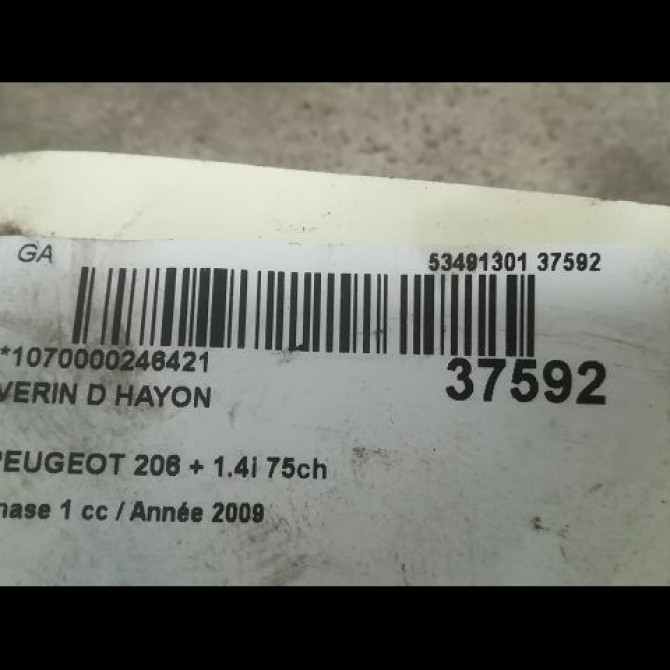 GA
53491301 37592
*1070000246421
37592
VERIN D HAYON
PEUGEOT 206 + 1.4i 75ch
hase 1 cc / Année 2009